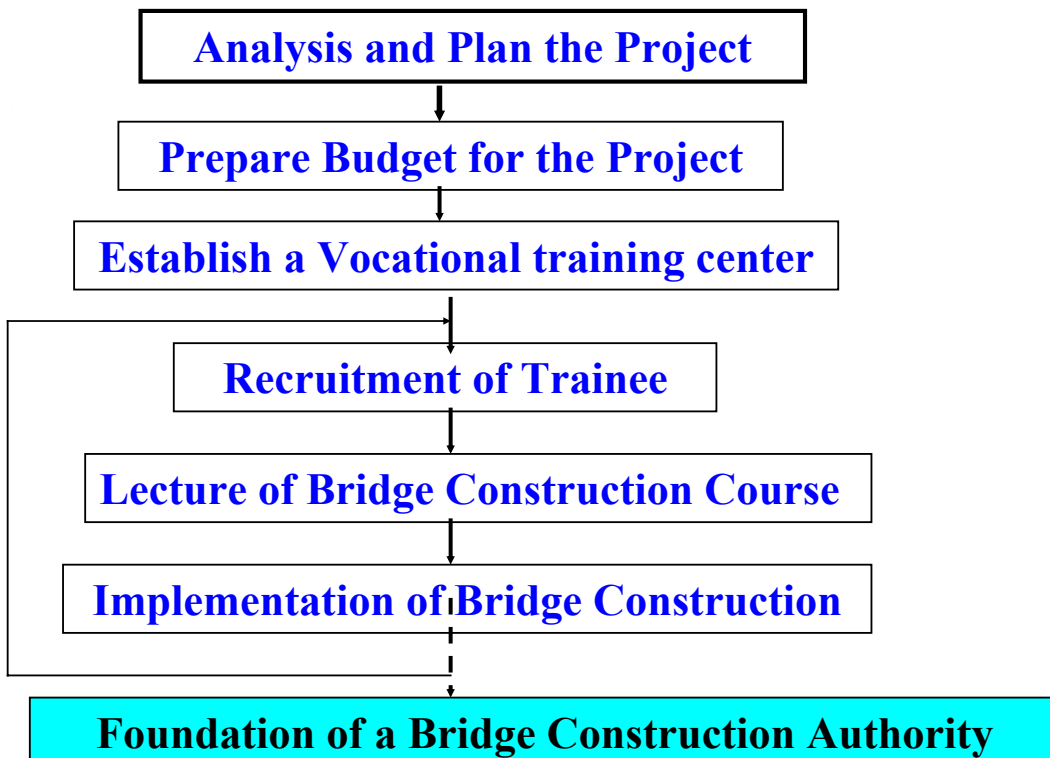 Analysis and Plan the Project
Prepare Budget for the Project
Establish a Vocational training center
Recruitment of Trainee
Lecture of Bridge Construction Course
Implementation of Bridge Construction
Foundation of a Bridge Construction Authority